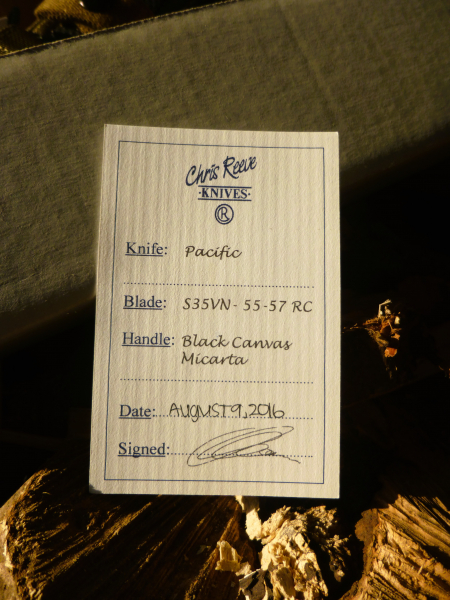 Chris Reeve
·KNIVES·
®
Knife: Pacific
Blade: S35VN - 55-57 RC
Handle: Black Canvas
Micarta
Date: AUGUST 9, 2016
Signed: